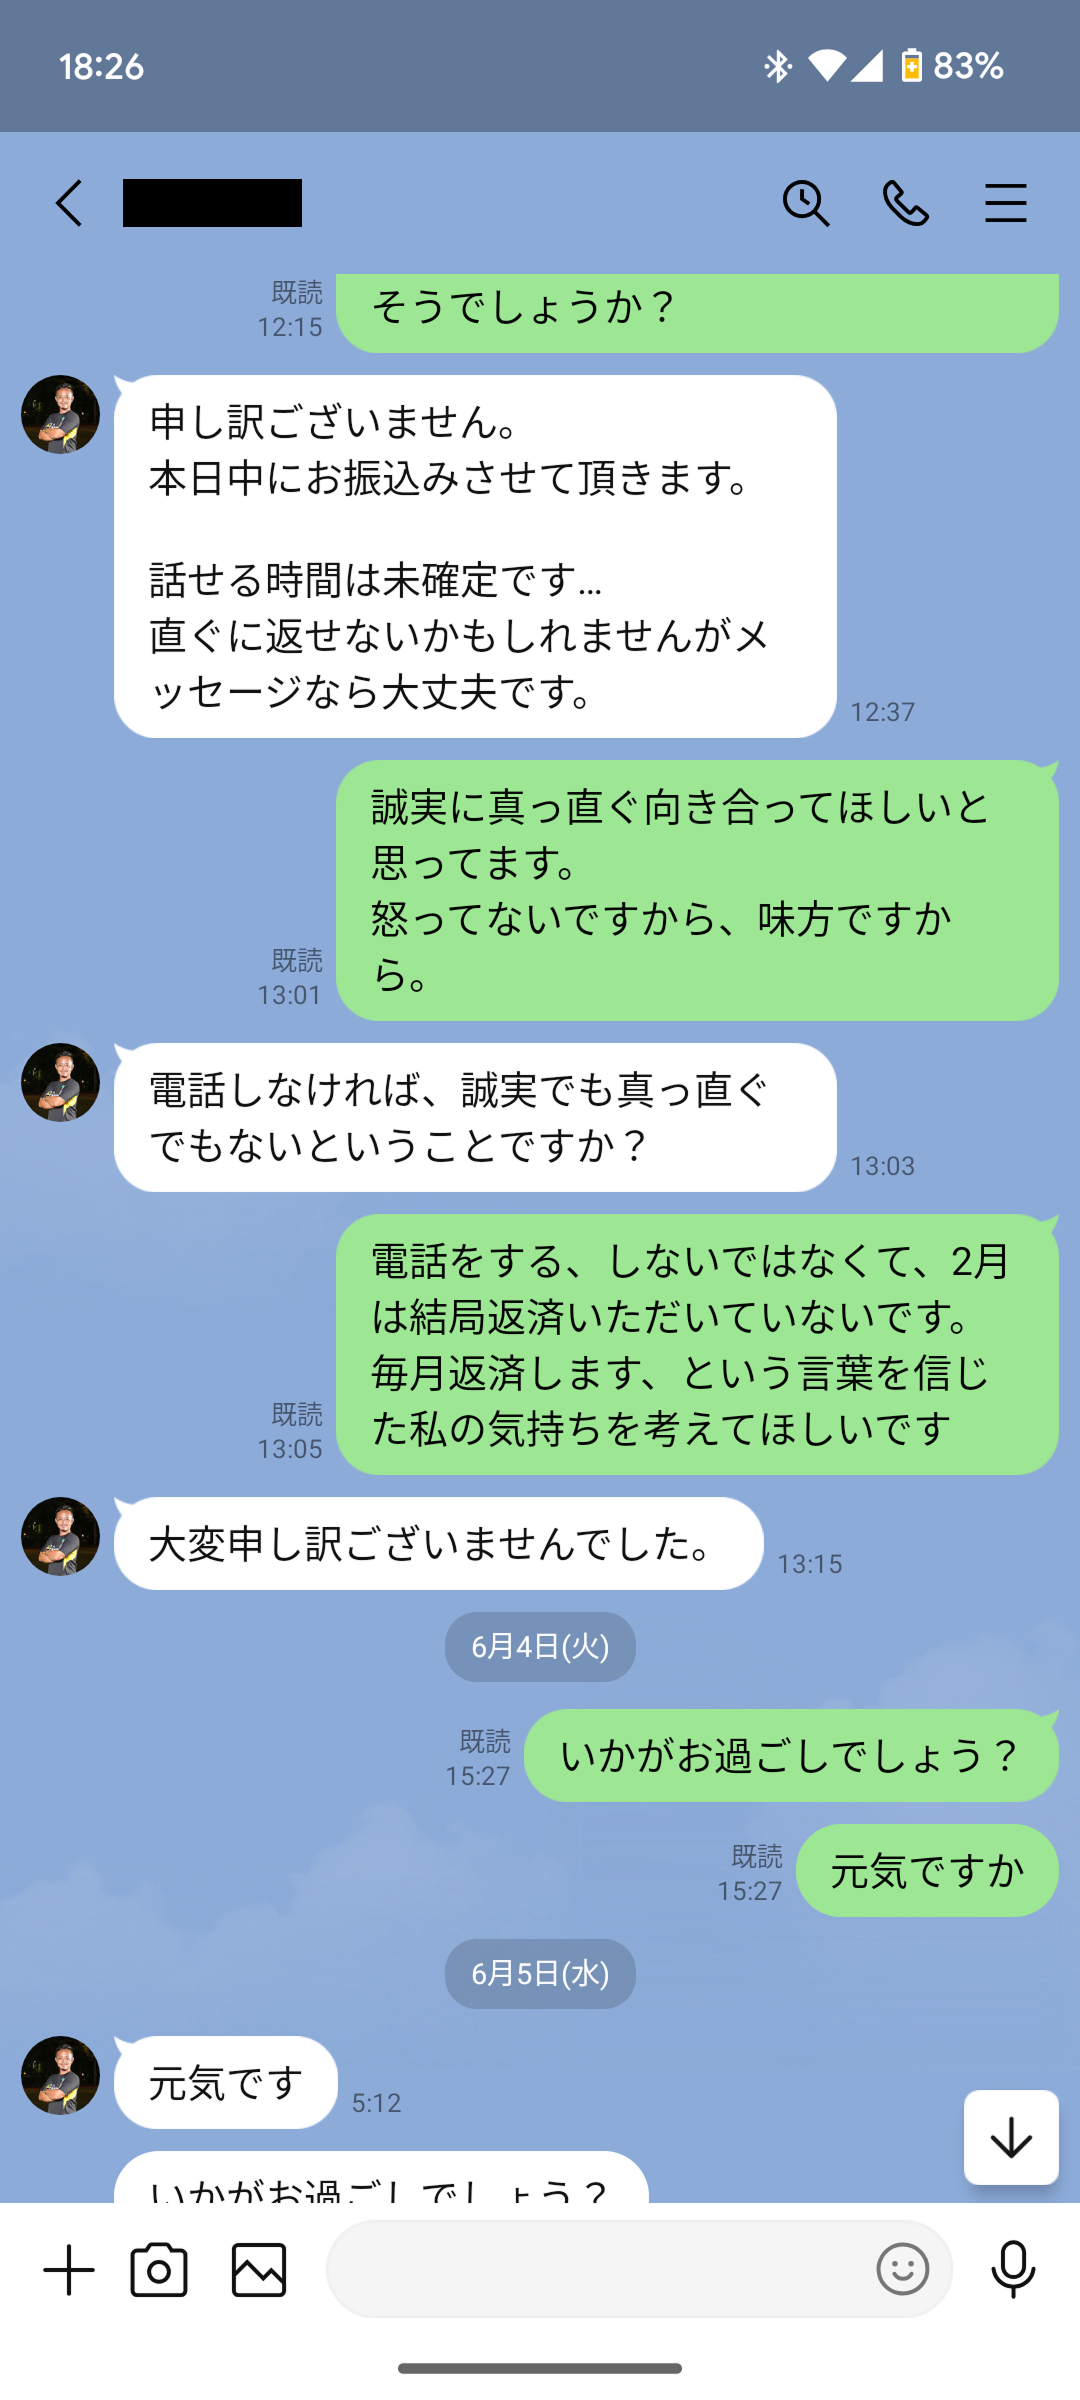 18:26
83%
そうでしょうか？
既読
12:15
申し訳ございません。
本日中にお振込みさせて頂きます。
話せる時間は未確定です...
直ぐに返せないかもしれませんがメ
ッセージなら大丈夫です。
12:37
誠実に真っ直ぐ向き合ってほしいと
思ってます。
怒ってないですから、味方ですか
ら。
既読
13:01
電話しなければ、誠実でも真っ直ぐ
でもないということですか？
13:03
電話をする、しないではなくて、2月
は結局返済いただいていないです。
毎月返済します、という言葉を信じ
た私の気持ちを考えてほしいです
既読
13:05
大変申し訳ございませんでした。
13:15
6月4日(火)
いかがお過ごしでしょう？
既読
15:27
元気ですか
既読
15:27
6月5日(水)
元気です
5:12
いかがお過ごしでしょう？